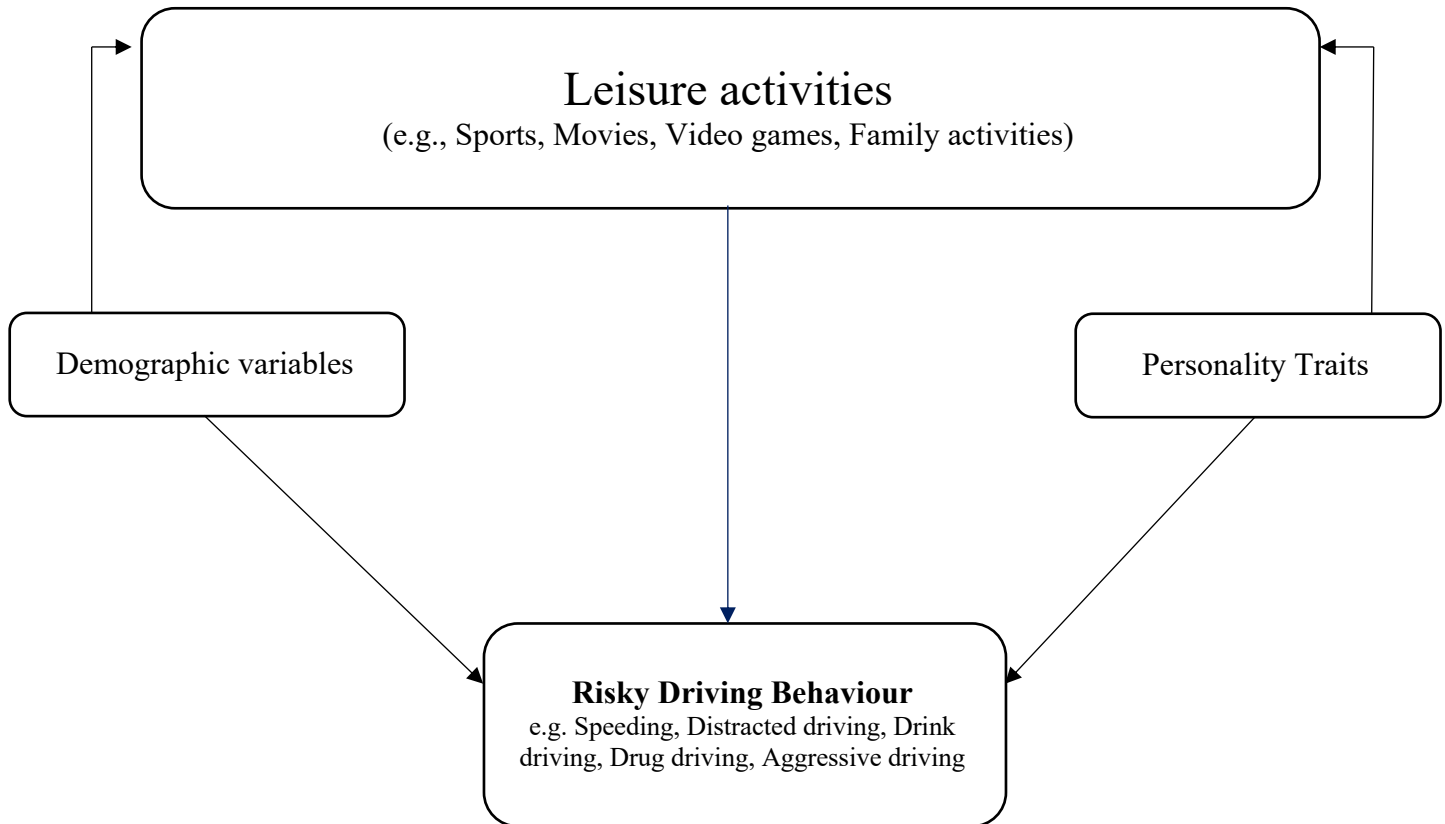 Leisure activities
(e.g., Sports, Movies, Video games, Family activities)
Demographic variables
Personality Traits
Risky Driving Behaviour
e.g. Speeding, Distracted driving, Drink
driving, Drug driving, Aggressive driving